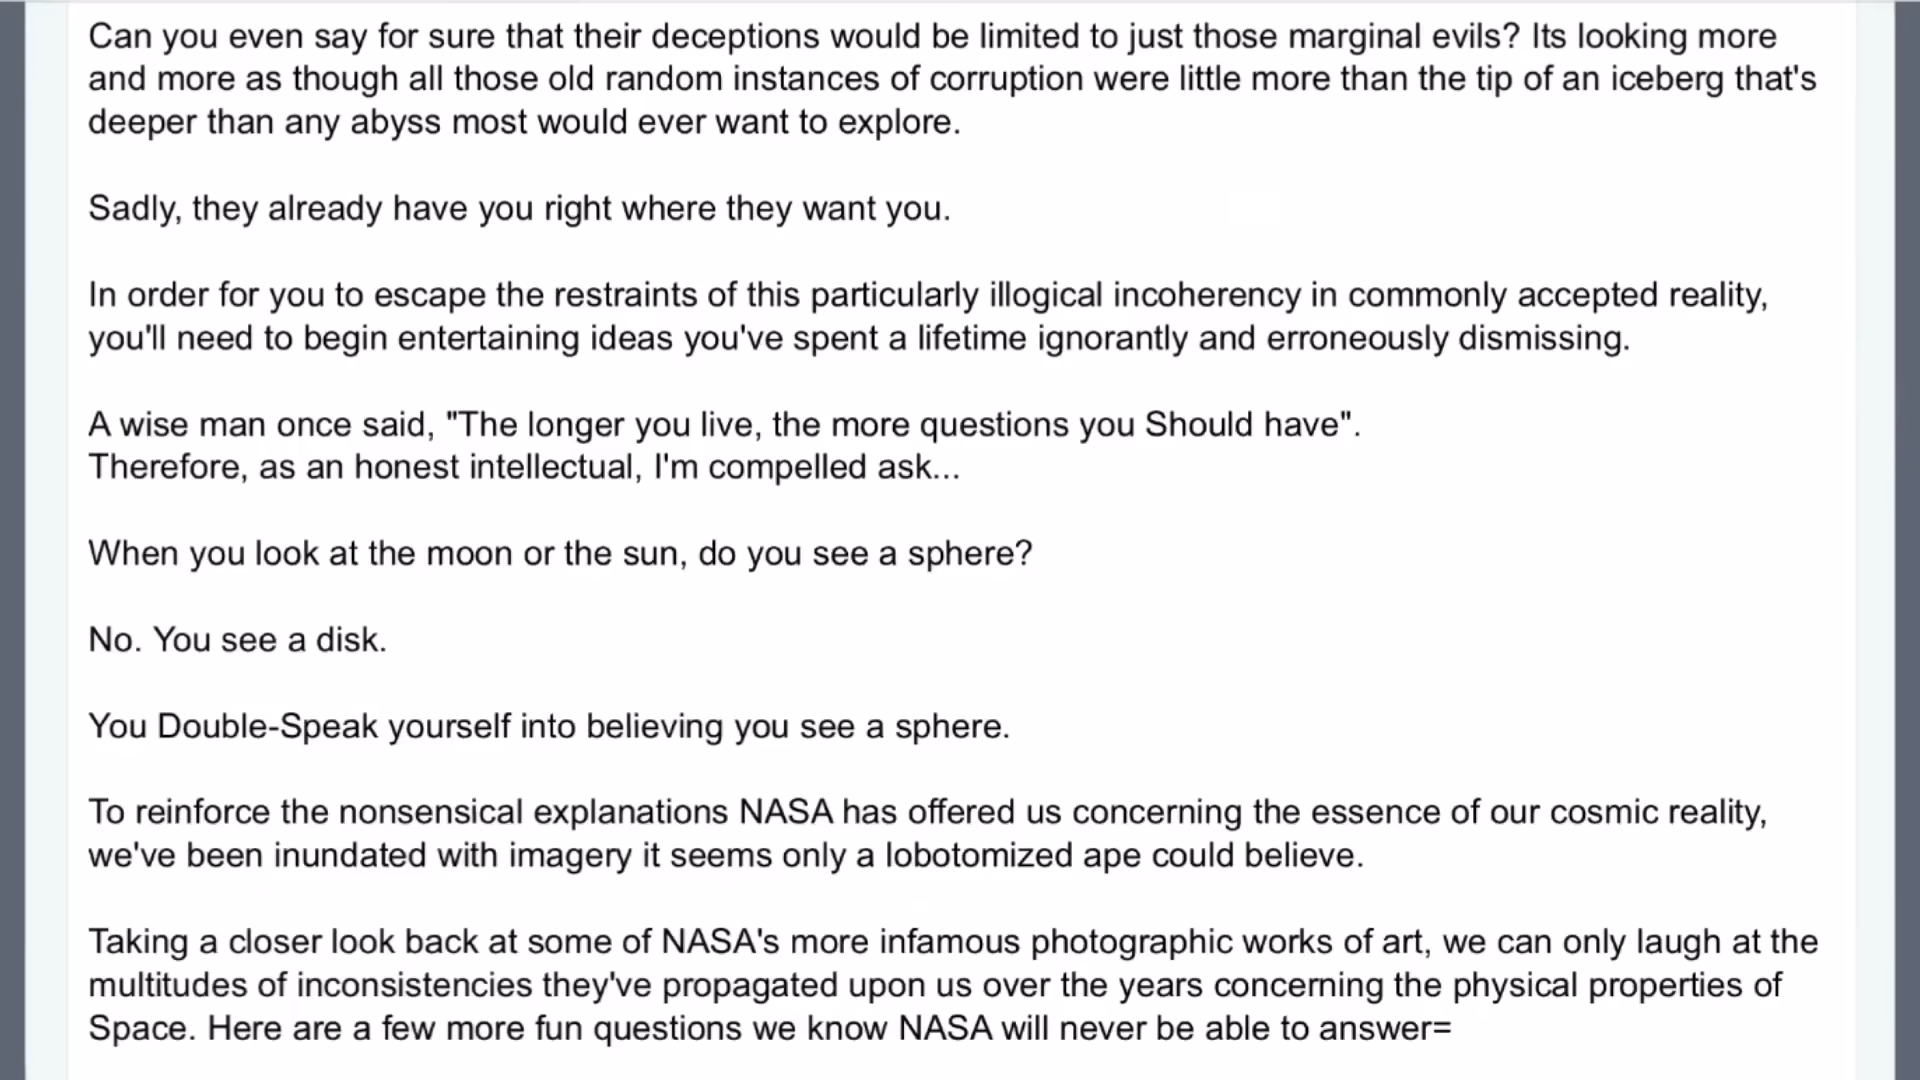 Can you even say for sure that their deceptions would be limited to just those marginal evils? Its looking more
and more as though all those old random instances of corruption were little more than the tip of an iceberg that's
deeper than any abyss most would ever want to explore.
Sadly, they already have you right where they want you.
In order for you to escape the restraints of this particularly illogical incoherency in commonly accepted reality,
you'll need to begin entertaining ideas you've spent a lifetime ignorantly and erroneously dismissing.
A wise man once said, "The longer you live, the more questions you Should have".
Therefore, as an honest intellectual, I'm compelled ask...
When you look at the moon or the sun, do you see a sphere?
No. You see a disk.
You Double-Speak yourself into believing you see a sphere.
To reinforce the nonsensical explanations NASA has offered us concerning the essence of our cosmic reality,
we've been inundated with imagery it seems only a lobotomized ape could believe.
Taking a closer look back at some of NASA's more infamous photographic works of art, we can only laugh at the
multitudes of inconsistencies they've propagated upon us over the years concerning the physical properties of
Space. Here are a few more fun questions we know NASA will never be able to answer=